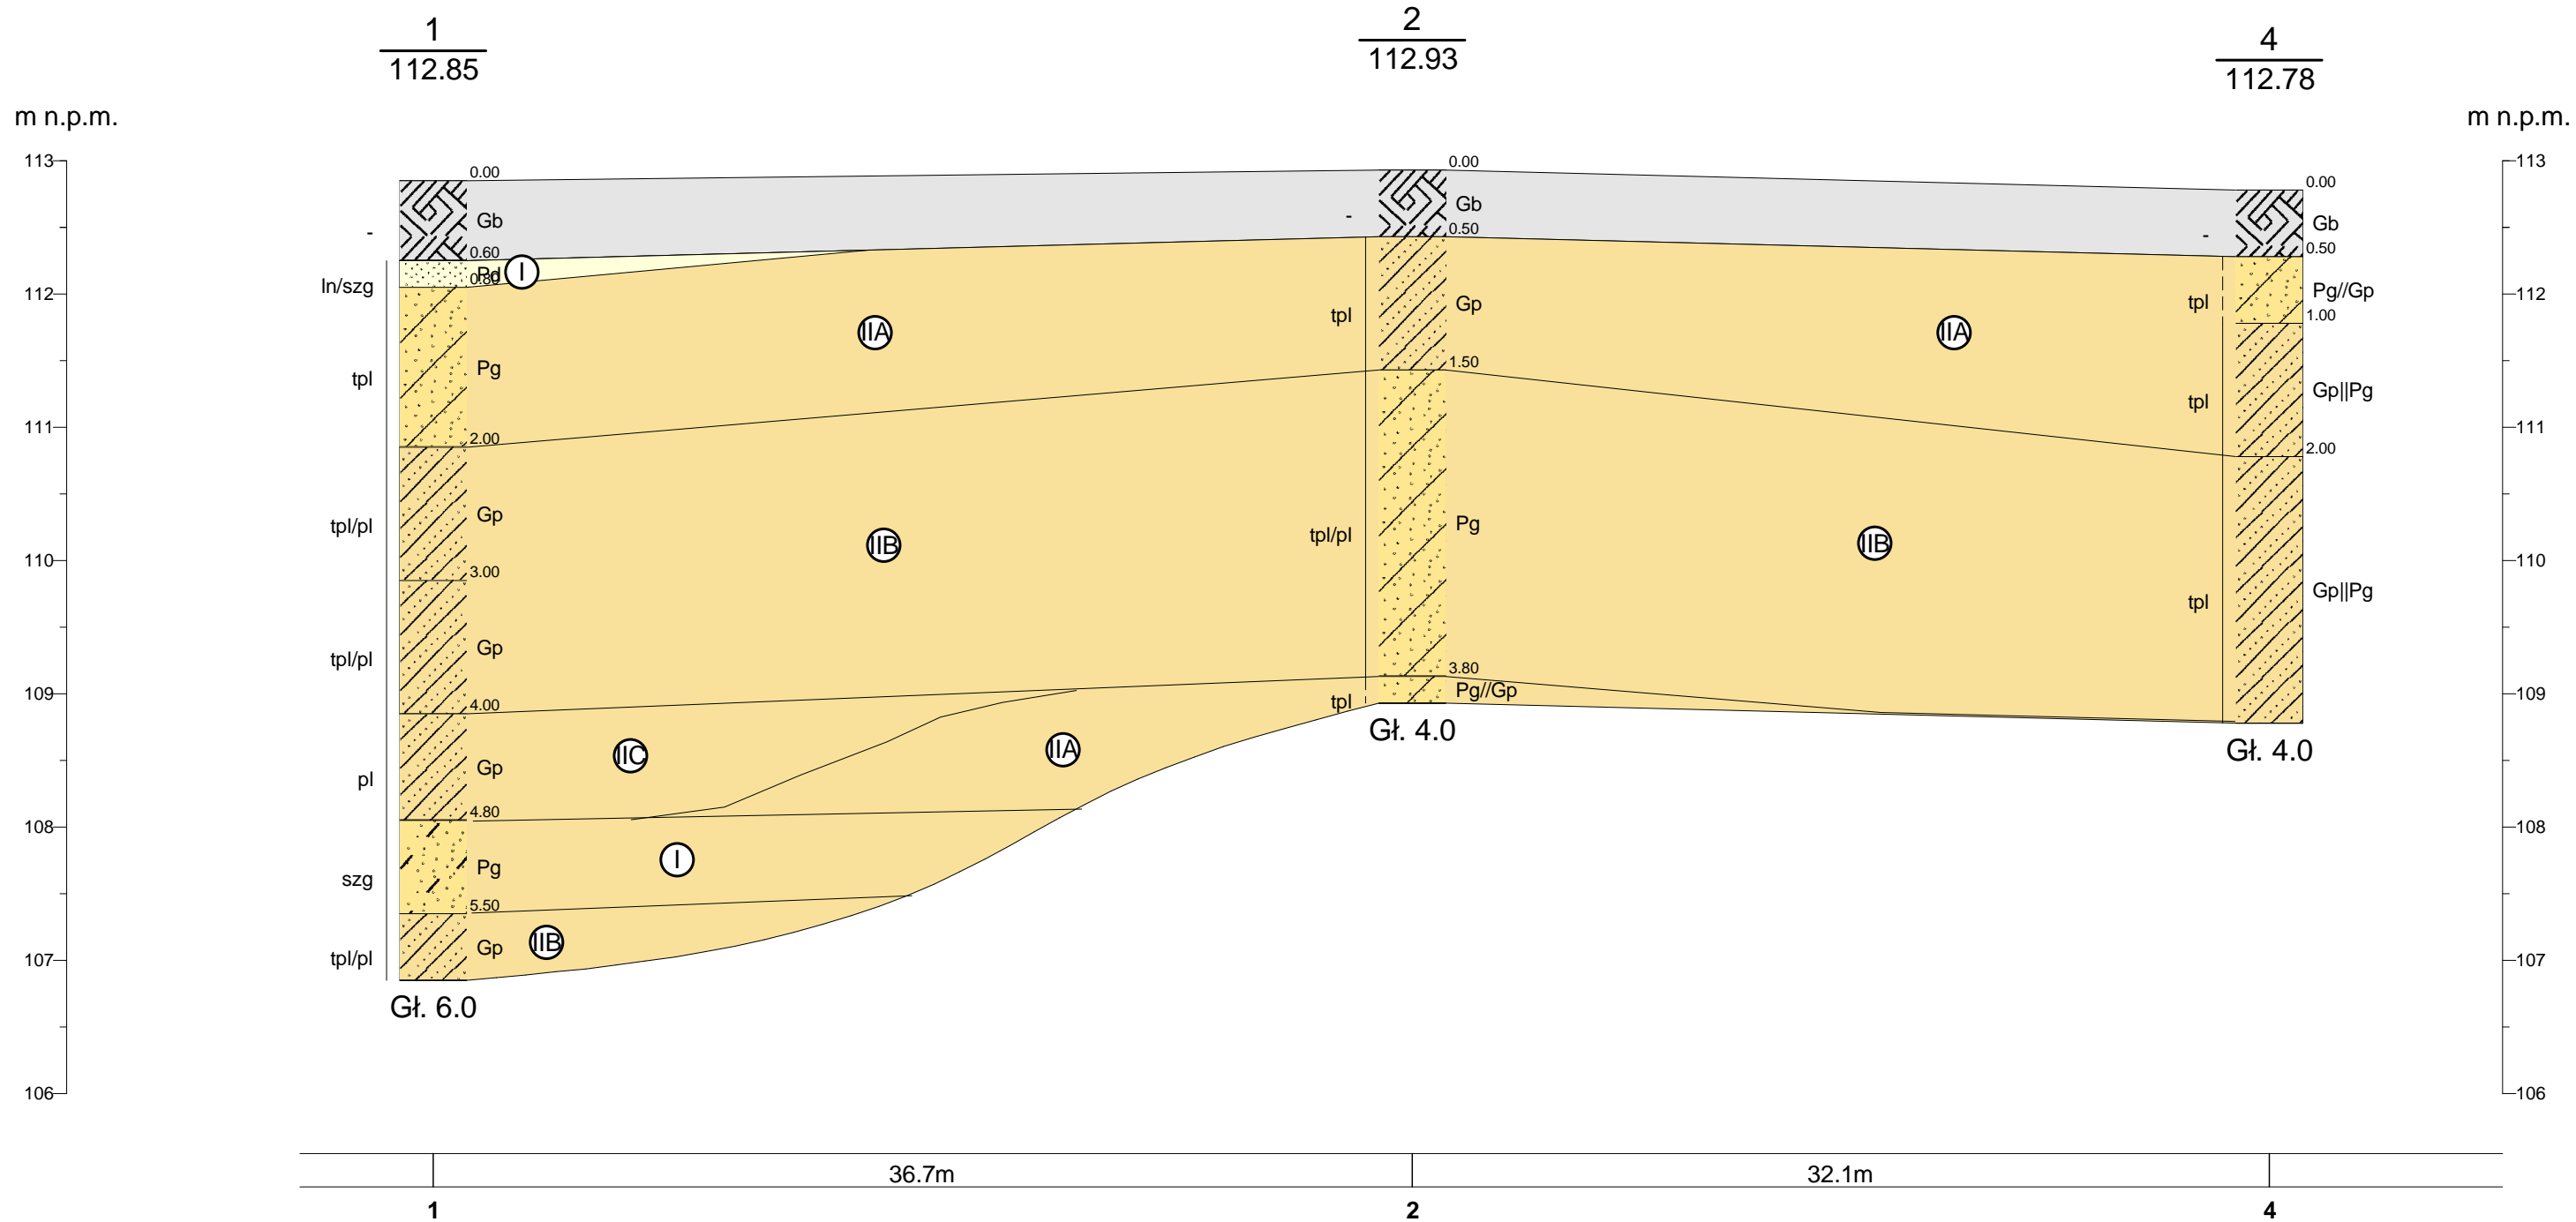 1
112.85
2
112.93
4
112.78
m n.p.m.
m n.p.m.
113
112
111
110
109
108
107
106
-
ln/szg
tpl
tpl/pl
tpl/pl
pl
szg
tpl/pl
0.00
Gb
0.60
Pd
0.80
Pg
2.00
Gp
3.00
Gp
4.00
Gp
4.80
Pg
5.50
Gp
Gł. 6.0
I
IIA
IIB
IIC
IIA
I
IIB
-
tpl
tpl/pl
tpl
0.00
Gb
0.50
Gp
1.50
Pg
3.80
Pg//Gp
Gł. 4.0
IIA
IIB
-
tpl
tpl
tpl
0.00
Gb
0.50
Pg//Gp
1.00
Gp||Pg
2.00
Gp||Pg
Gł. 4.0
113
112
111
110
109
108
107
106
36.7m
32.1m
1
2
4